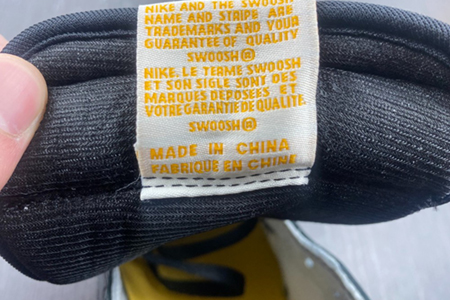 NIKE AND THE SWOOSH
NAME AND STRIPE ARE
TRADEMARKS AND YOUR
GUARANTEE OF QUALITY
SWOOSH®
NIKE. LE TERME SWOOSH
ET SON SIGLE SONT DES
MARQUES DEPOSEES ET
VOTRE GARANTIE DE QUALITE.
SWOOSH®
MADE IN CHINA
FABRIQUE EN CHINE